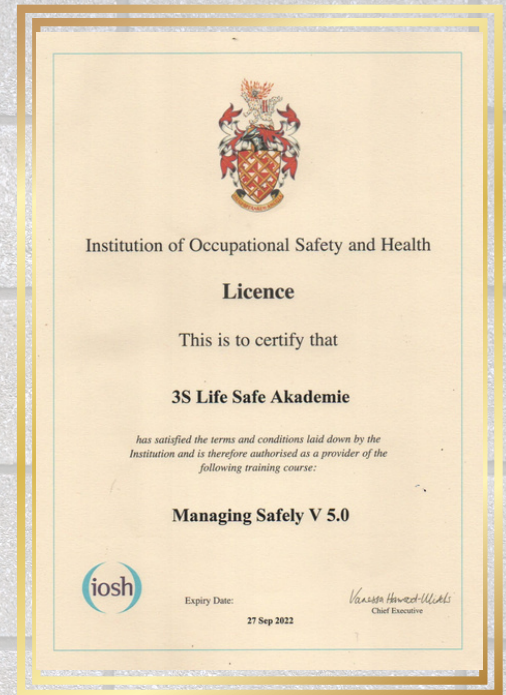 Institution of Occupational Safety and Health
Licence
This is to certify that
3S Life Safe Akademie
has satisfied the terms and conditions laid down by the
Institution and is therefore authorised as a provider of the
following training course:
Managing Safely V 5.0
iosh
Expiry Date:
27 Sep 2022
Chief Executive